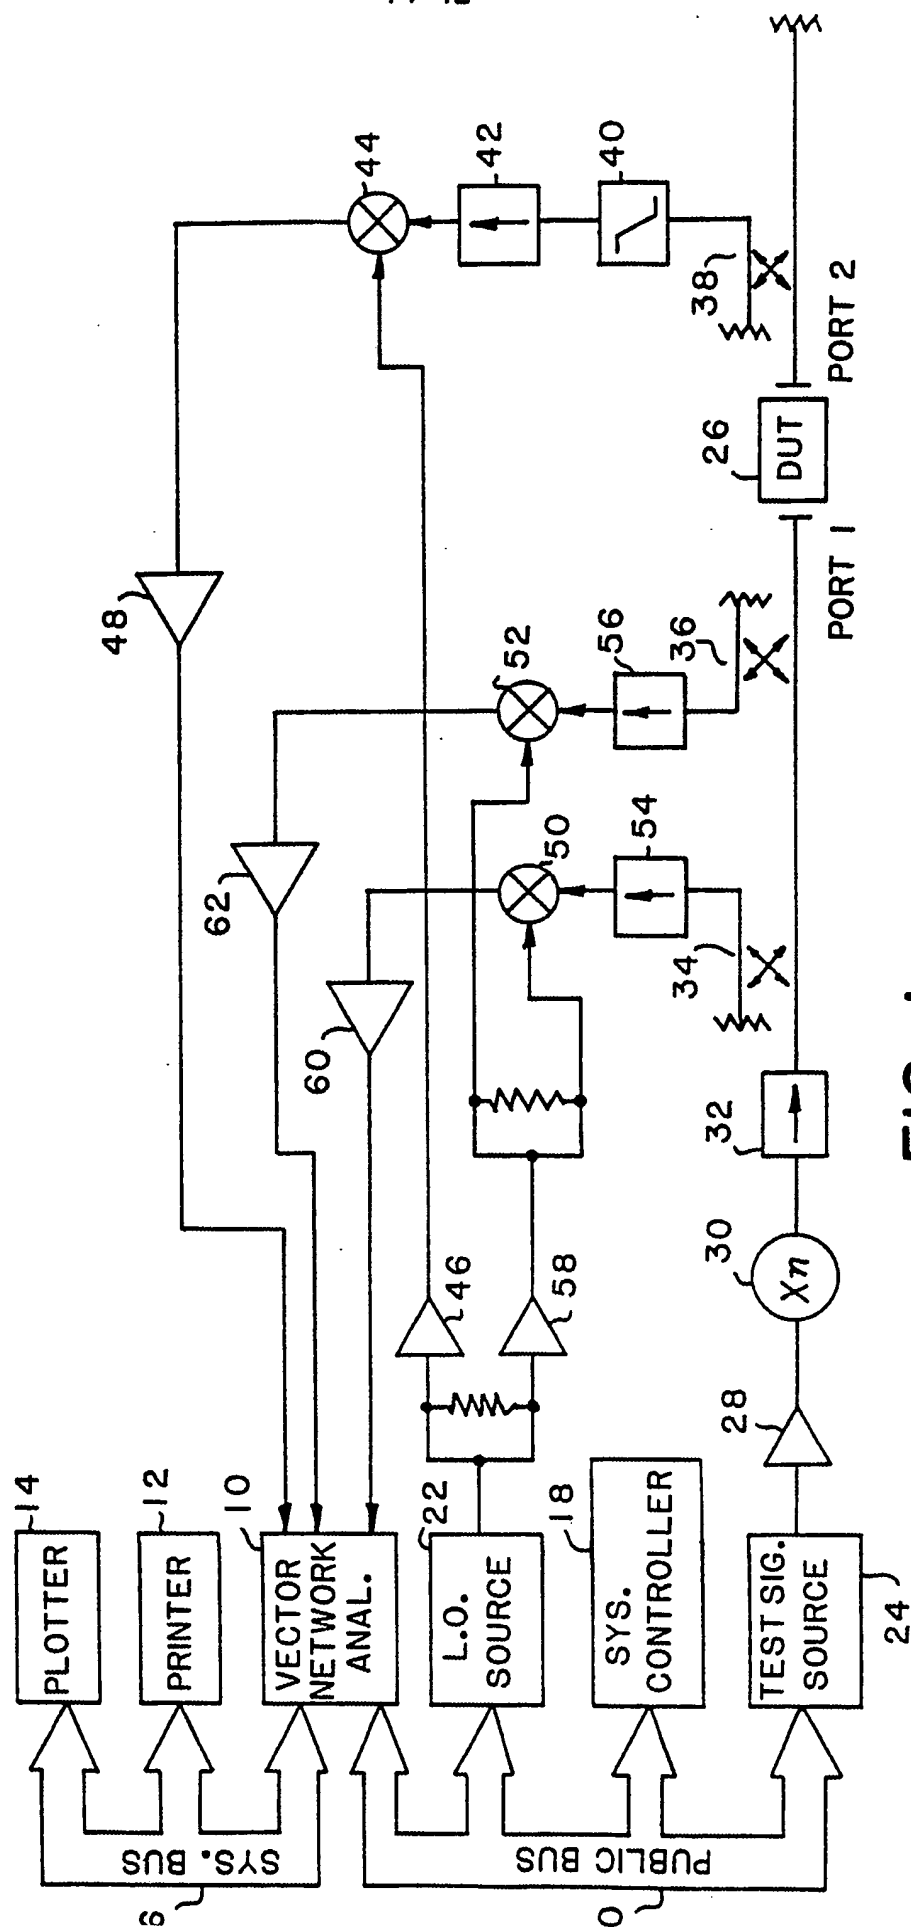 PLOTTER
14
PRINTER
12
VECTOR
NETWORK
ANAL.
10
L.O.
SOURCE
22
SYS.
CONTROLLER
18
TEST SIG.
SOURCE
24
SYS. BUS
PUBLIC BUS
48
62
60
46
58
28
30
Xn
32
34
36
54
56
50
52
44
42
40
38
26
DUT
PORT 1
PORT 2